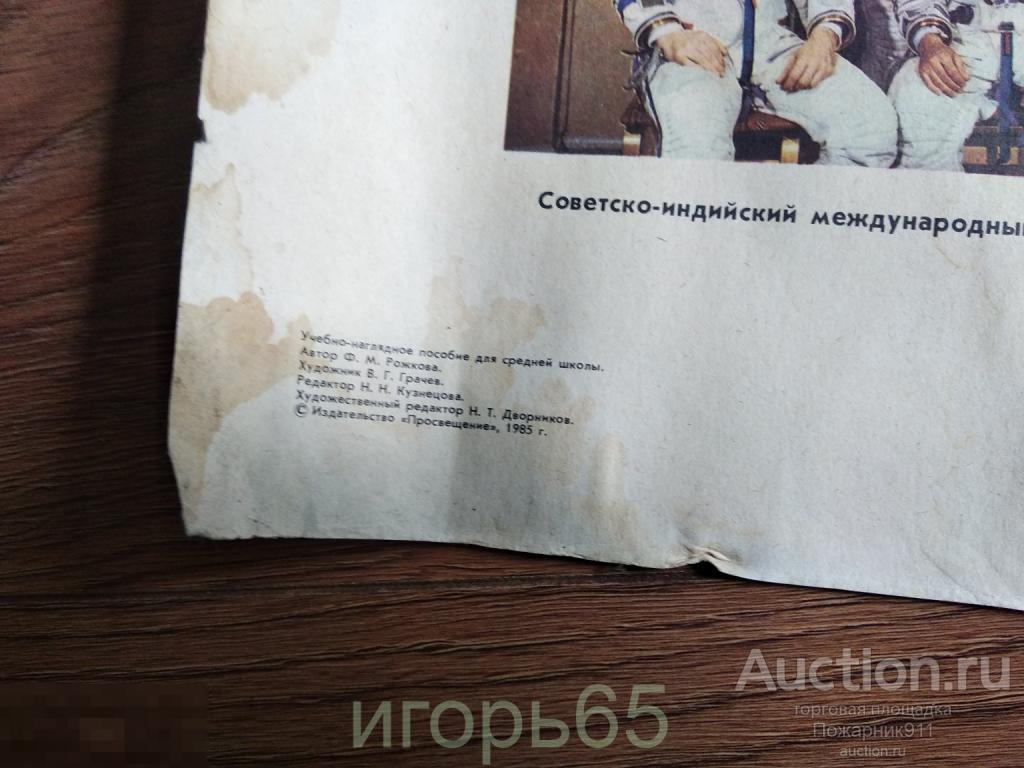 Советско-индийский международный
Учебно-наглядное пособие для средней школы.
Автор Ф. М. Рожкова.
Художник В. Г. Грачев.
Редактор Н. Н. Кузнецова.
Художественный редактор Н. Т. Дворников.
© Издательство «Просвещение», 1985 г.
Auction.ru
торговая площадка
Пожарник911
auction.ru
игорь65